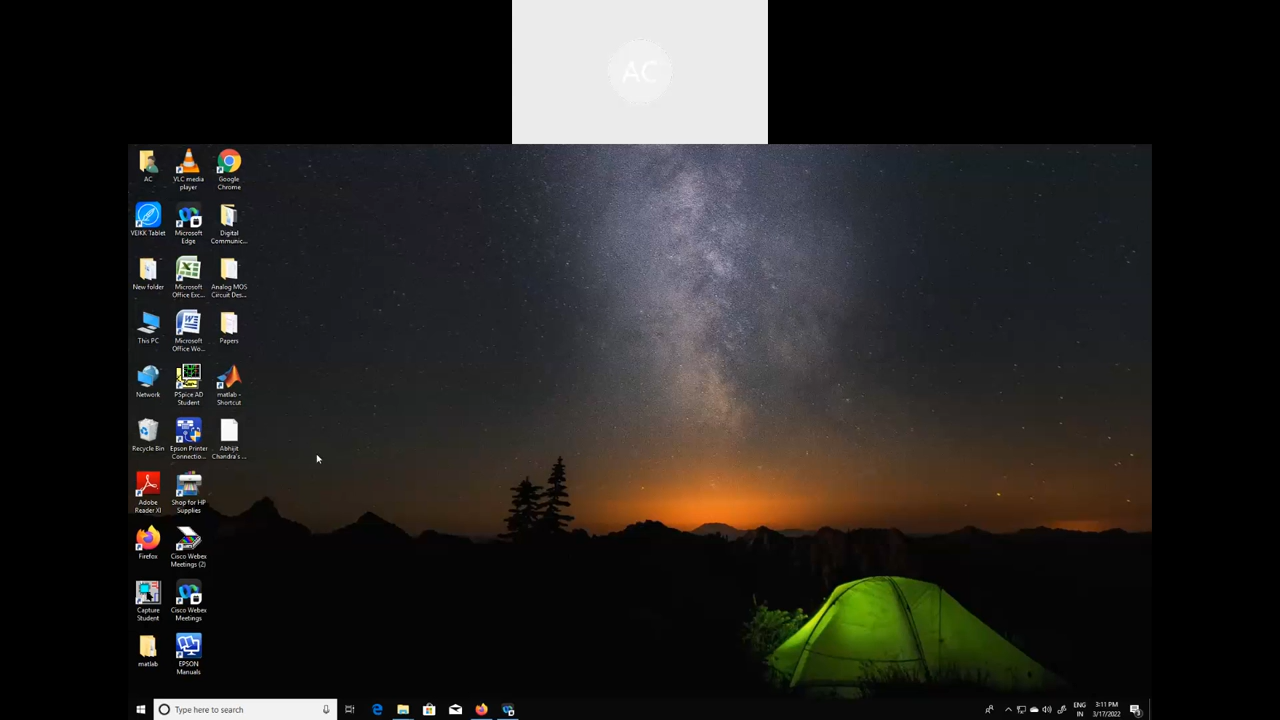 AC
AC
VLC media
player
Google
Chrome
VEIKK Tablet
Microsoft
Edge
Digital
Communic...
New folder
Microsoft
Office Exc...
Analog MOS
Circuit Des...
This PC
Microsoft
Office Wo...
Papers
Network
PSpice AD
Student
matlab -
Shortcut
Recycle Bin
Epson Printer
Connectio...
Abhijit
Chandra's ...
Adobe
Reader XI
Shop for HP
Supplies
Firefox
Cisco Webex
Meetings (2)
Capture
Student
Cisco Webex
Meetings
matlab
EPSON
Manuals
Type here to search
ENG
IN
3:11 PM
3/17/2022